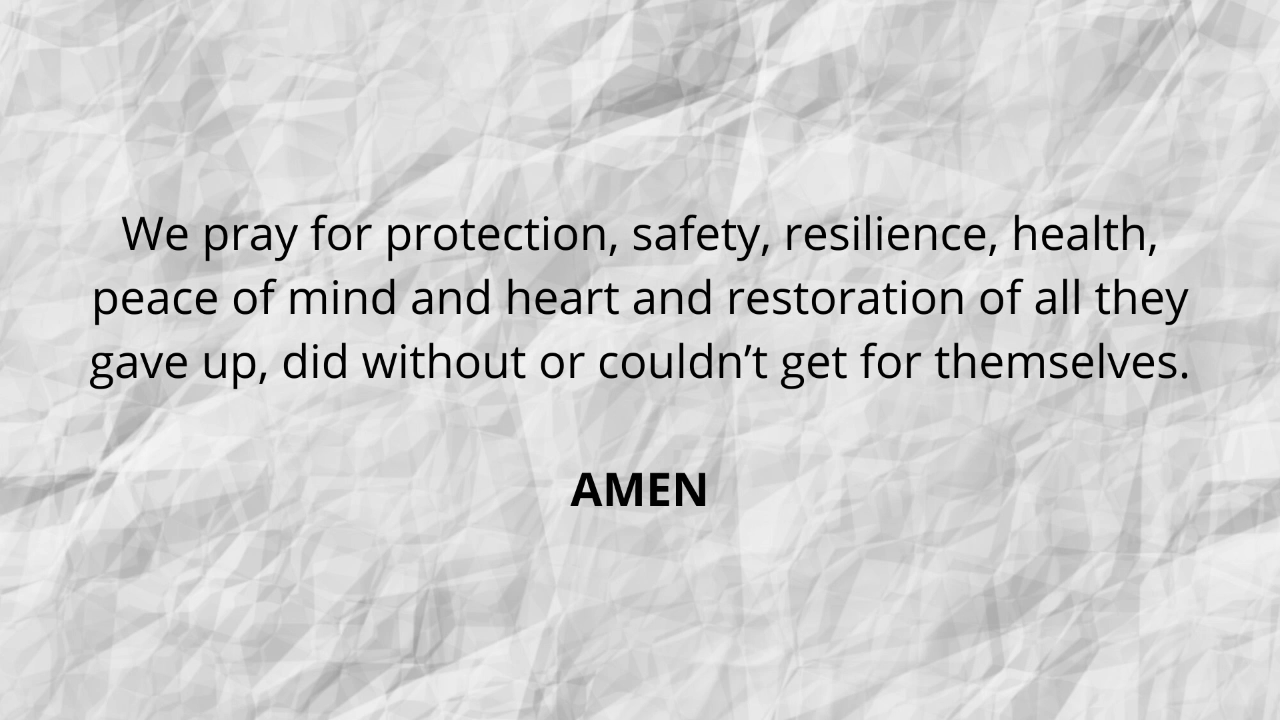 We pray for protection, safety, resilience, health,
peace of mind and heart and restoration of all they
gave up, did without or couldn’t get for themselves.
AMEN